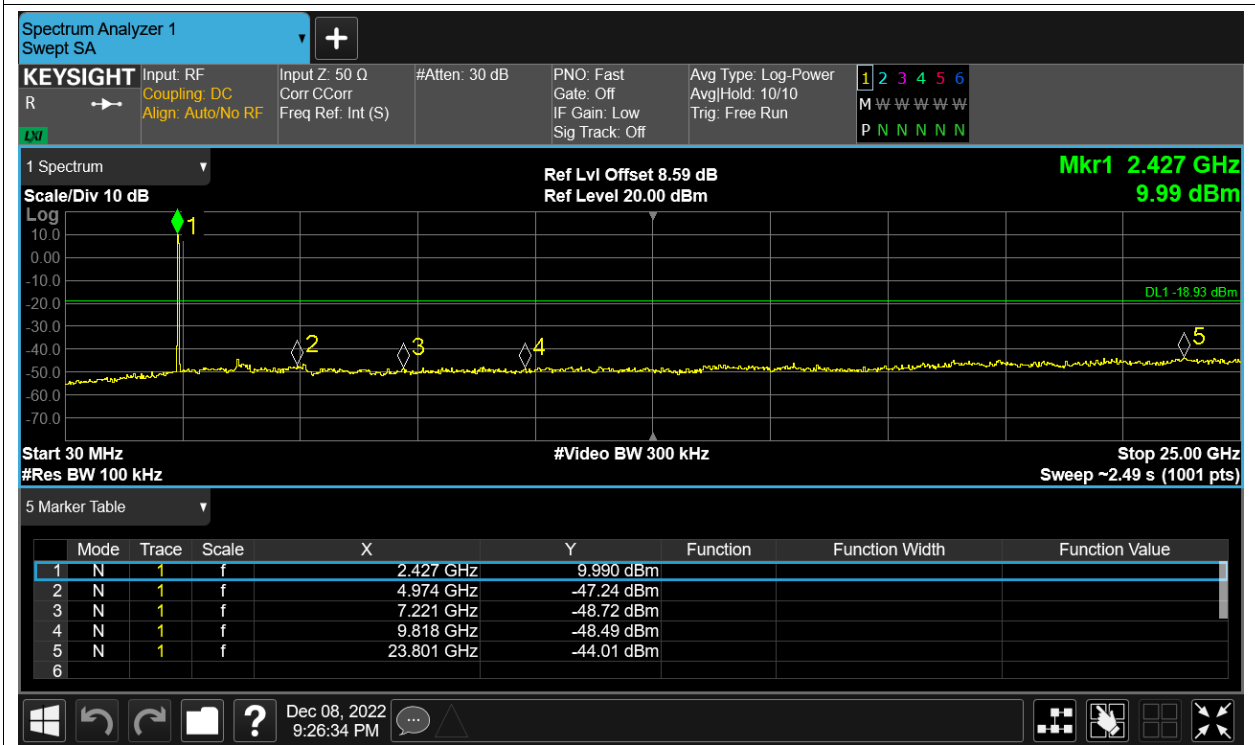 Spectrum Analyzer 1
Swept SA
KEYSIGHT Input: RF Input Z: 50 Ω #Atten: 30 dB PNO: Fast Avg Type: Log-Power 1 2 3 4 5 6
R Coupling: DC Corr CCorr Gate: Off Avg|Hold: 10/10 M W W W W W
Align: Auto/No RF Freq Ref: Int (S) IF Gain: Low Trig: Free Run
LXI Sig Track: Off P N N N N N
1 Spectrum Ref Lvl Offset 8.59 dB Mkr1 2.427 GHz
Scale/Div 10 dB Ref Level 20.00 dBm 9.99 dBm
Log
1
10.0
0.00
-10.0
DL1 -18.93 dBm
-20.0
-30.0
2 3 4 5
-40.0
-50.0
-60.0
-70.0
Start 30 MHz #Video BW 300 kHz Stop 25.00 GHz
#Res BW 100 kHz Sweep ~2.49 s (1001 pts)
5 Marker Table
Mode Trace Scale X Y Function Function Width Function Value
1 N 1 f 2.427 GHz 9.990 dBm
2 N 1 f 4.974 GHz -47.24 dBm
3 N 1 f 7.221 GHz -48.72 dBm
4 N 1 f 9.818 GHz -48.49 dBm
5 N 1 f 23.801 GHz -44.01 dBm
6
? Dec 08, 2022
9:26:34 PM